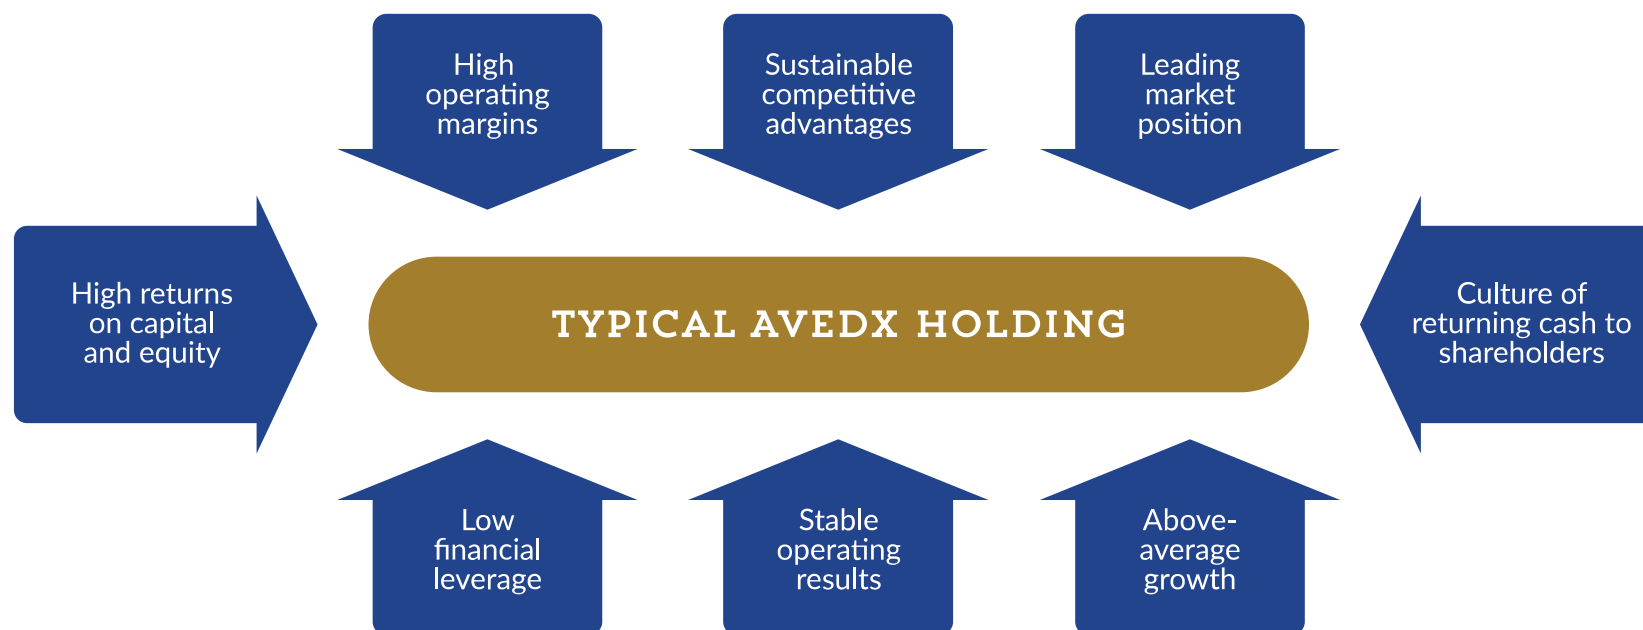 High
operating
margins
Sustainable
competitive
advantages
Leading
market
position
High returns
on capital
and equity
TYPICAL AVEDX HOLDING
Culture of
returning cash to
shareholders
Low
financial
leverage
Stable
operating
results
Above-
average
growth